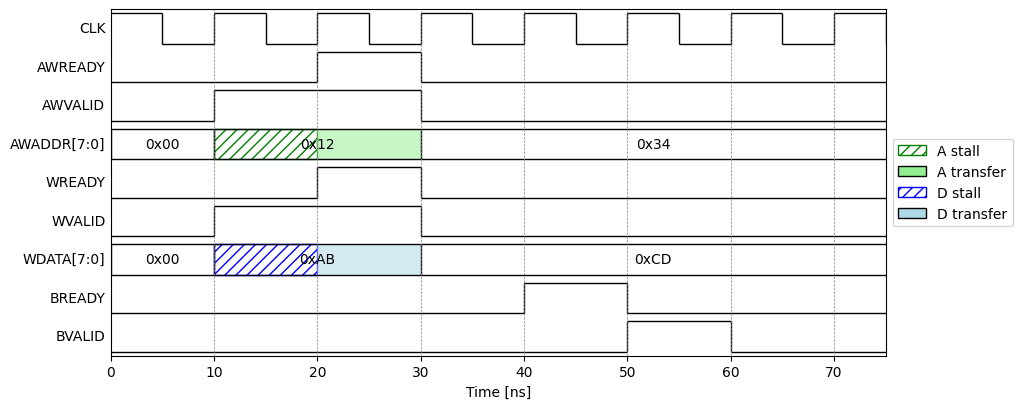 CLK
AWREADY
AWVALID
AWADDR[7:0] 0x00 0x12 0x34
WREADY
WVALID
WDATA[7:0] 0x00 0xAB 0xCD
BREADY
BVALID
0 10 20 30 40 50 60 70
Time [ns]
A stall
A transfer
D stall
D transfer